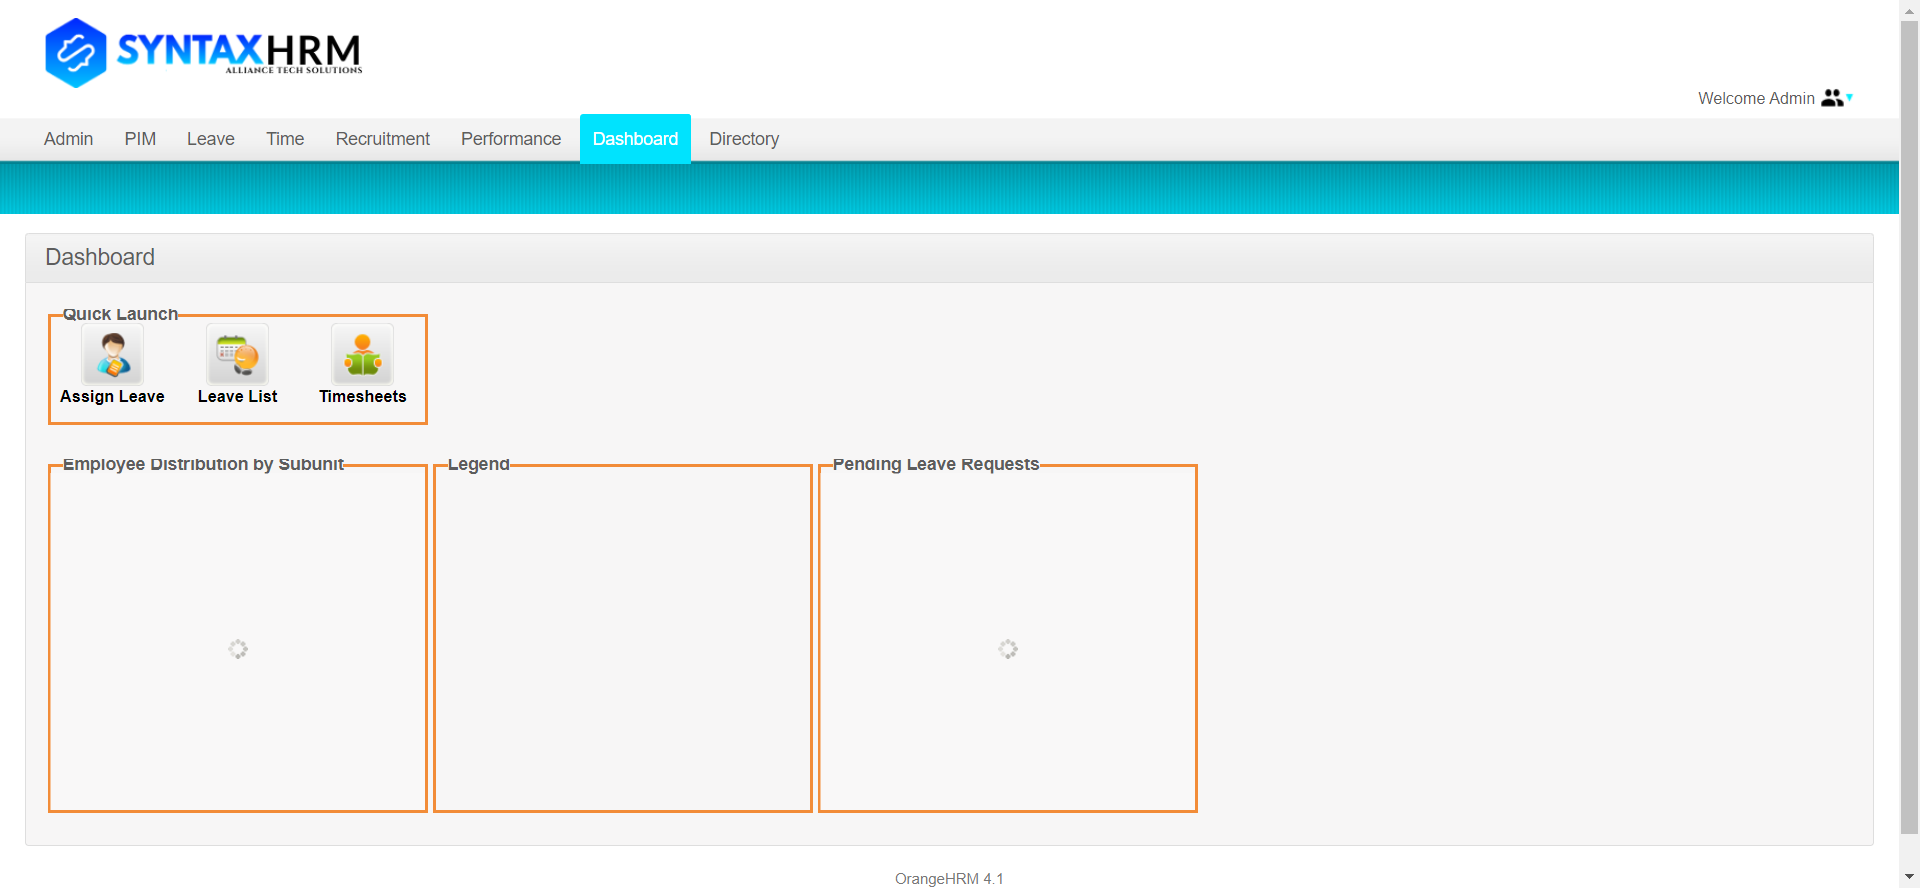 SYNTAXHRM
ALLIANCE TECH SOLUTIONS
Welcome Admin
Admin PIM Leave Time Recruitment Performance Dashboard Directory
Dashboard
Quick Launch
Assign Leave Leave List Timesheets
Employee Distribution by Subunit Legend Pending Leave Requests
OrangeHRM 4.1